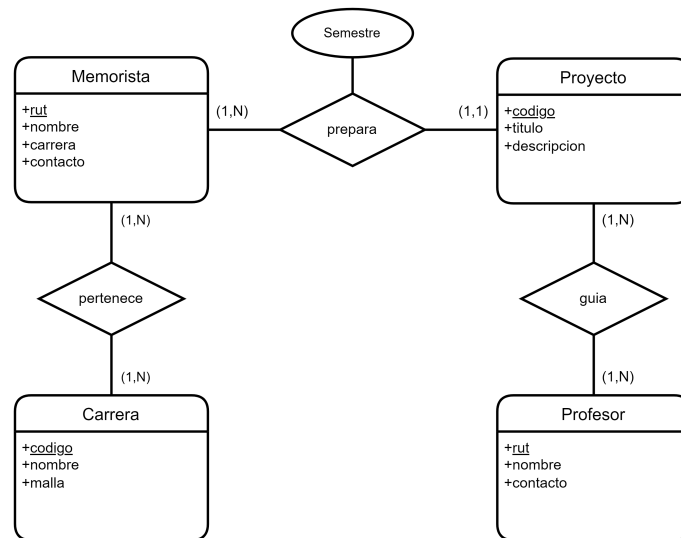 Semestre
Memorista
+rut
+nombre
+carrera
+contacto
(1,N)
prepara
(1,1)
Proyecto
+codigo
+titulo
+descripcion
(1,N)
pertenece
(1,N)
(1,N)
guia
(1,N)
Carrera
+codigo
+nombre
+malla
Profesor
+rut
+nombre
+contacto